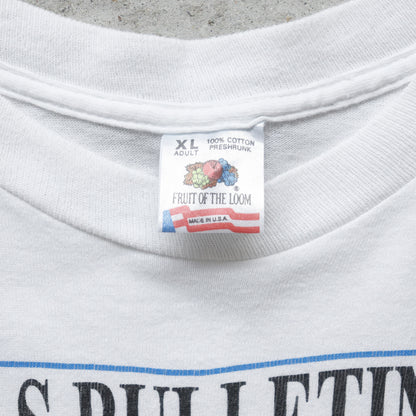 XL 100% COTTON
ADULT PRESHRUNK
®
FRUIT OF THE LOOM
MADE IN U.S.A.
S BULLETIN